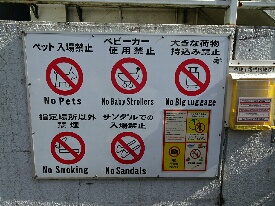 ペット入場禁止
No Pets
ベビーカー
使用禁止
No Baby Strollers
大きな荷物
持込み禁止
No Big Luggage
指定場所以外
禁煙
No Smoking
サンダルでの
入場禁止
No Sandals